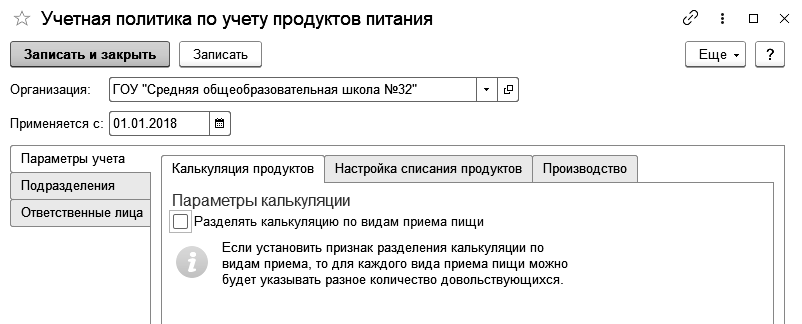 Учетная политика по учету продуктов питания
Записать и закрыть Записать Еще ?
Организация: ГОУ "Средняя общеобразовательная школа №32"
Применяется с: 01.01.2018
Параметры учета
Подразделения
Ответственные лица
Калькуляция продуктов Настройка списания продуктов Производство
Параметры калькуляции
Разделять калькуляцию по видам приема пищи
Если установить признак разделения калькуляции по
видам приема, то для каждого вида приема пищи можно
будет указывать разное количество довольствующихся.